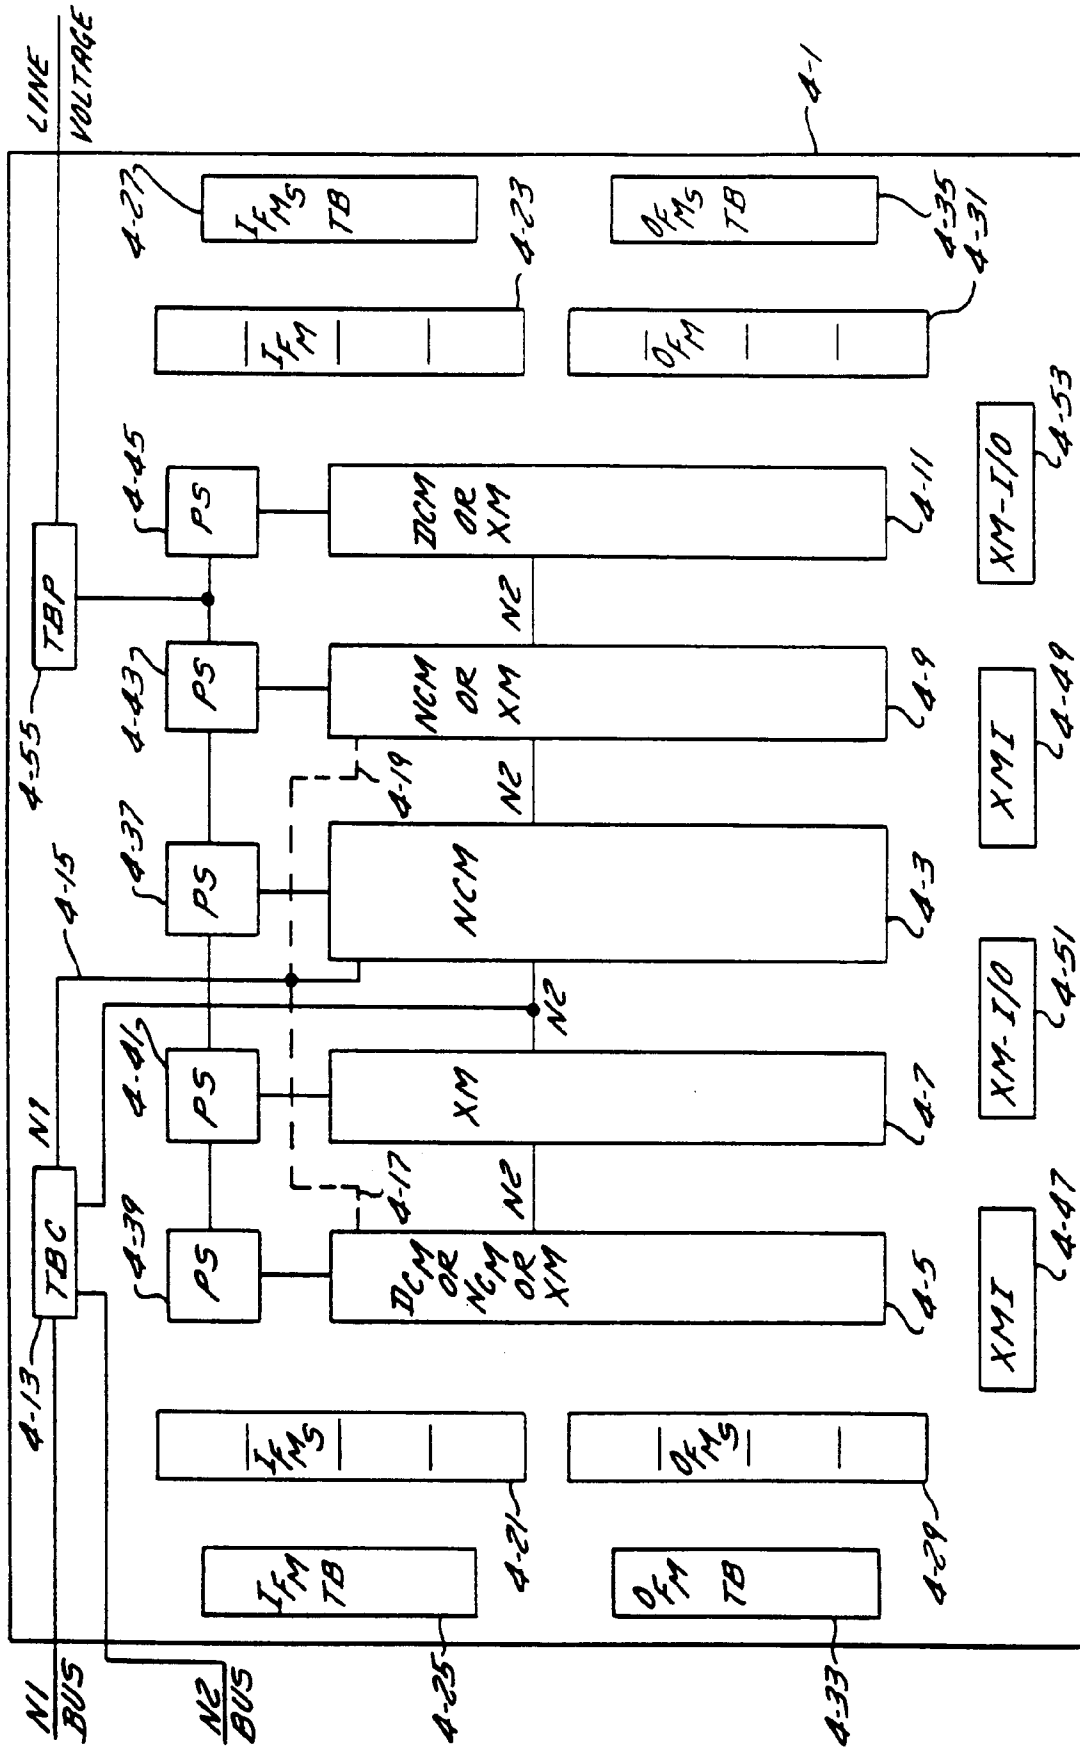 N1
BUS
N2
BUS
LINE
VOLTAGE
4-13
TBC
N1
4-15
4-55
TBP
4-39
PS
4-41
PS
4-37
PS
4-43
PS
4-45
PS
4-27
IFMS
TB
IFM
TB
4-25
IFMS
4-21
IFM
4-23
4-17
4-19
DCM
OR
NCM
OR
XM
4-5
N2
XM
4-7
N2
NCM
4-3
N2
NCM
OR
XM
4-9
N2
DCM
OR
XM
4-11
OFM
TB
4-33
OFMS
4-29
OFM
4-31
OFMS
TB
4-35
4-1
XMI
4-47
XM-I/O
4-51
XMI
4-49
XM-I/O
4-53